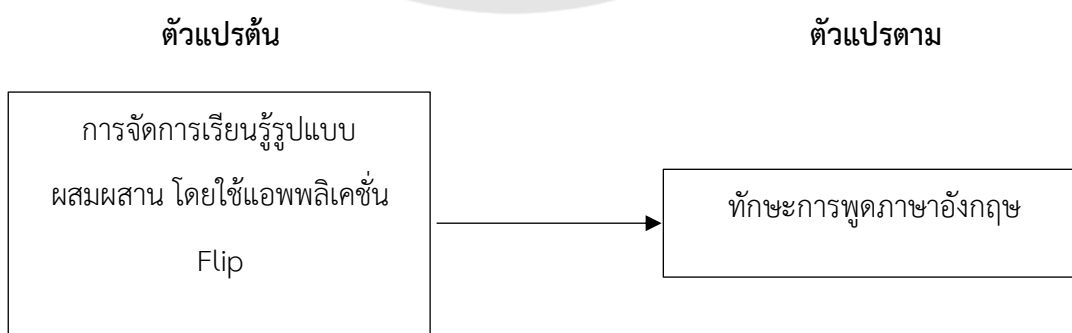 ตัวแปรต้น
ตัวแปรตาม
การจัดการเรียนรู้รูปแบบ
ผสมผสาน โดยใช้แอพพลิเคชั่น
Flip
ทักษะการพูดภาษาอังกฤษ